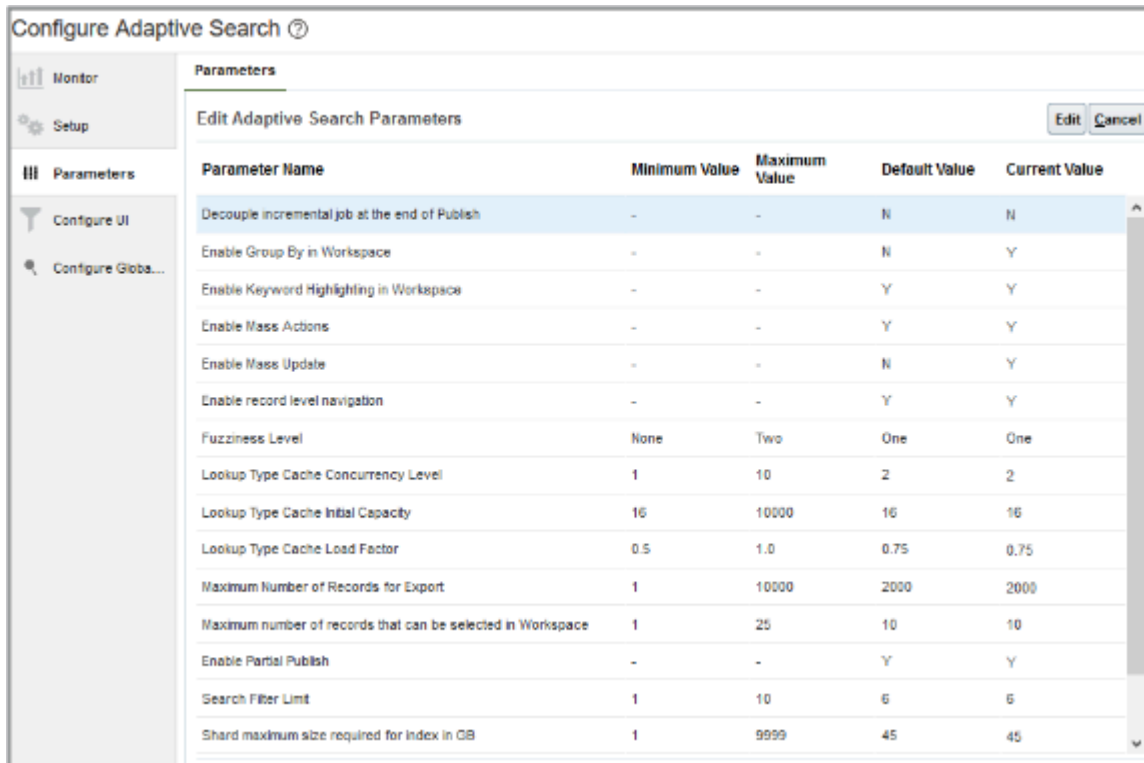 Configure Adaptive Search ?
Monitor
Setup
Parameters
Configure UI
Configure Globa...
Parameters
Edit Adaptive Search Parameters Edit Cancel
Parameter Name Minimum Value Maximum Value Default Value Current Value
Decouple incremental job at the end of Publish - - N N
Enable Group By in Workspace - - N Y
Enable Keyword Highlighting in Workspace - - Y Y
Enable Mass Actions - - Y Y
Enable Mass Update - - N Y
Enable record level navigation - - Y Y
Fuzziness Level None Two One One
Lookup Type Cache Concurrency Level 1 10 2 2
Lookup Type Cache Initial Capacity 16 10000 16 16
Lookup Type Cache Load Factor 0.5 1.0 0.75 0.75
Maximum Number of Records for Export 1 10000 2000 2000
Maximum number of records that can be selected in Workspace 1 25 10 10
Enable Partial Publish - - Y Y
Search Filter Limit 1 10 6 6
Shard maximum size required for index in GB 1 9999 45 45